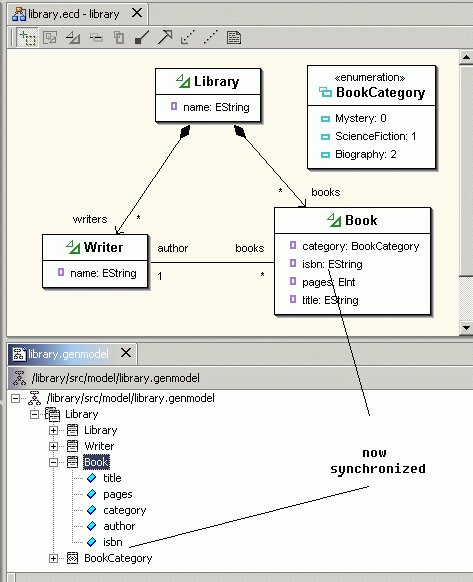 library.ecd - library
Library
name: EString
«enumeration»
BookCategory
Mystery: 0
ScienceFiction: 1
Biography: 2
writers
*
*
books
Writer
name: EString
author
books
1
*
Book
category: BookCategory
isbn: EString
pages: EInt
title: EString
library.genmodel
/library/src/model/library.genmodel
/library/src/model/library.genmodel
Library
Library
Writer
Book
title
pages
category
author
isbn
BookCategory
now
synchronized